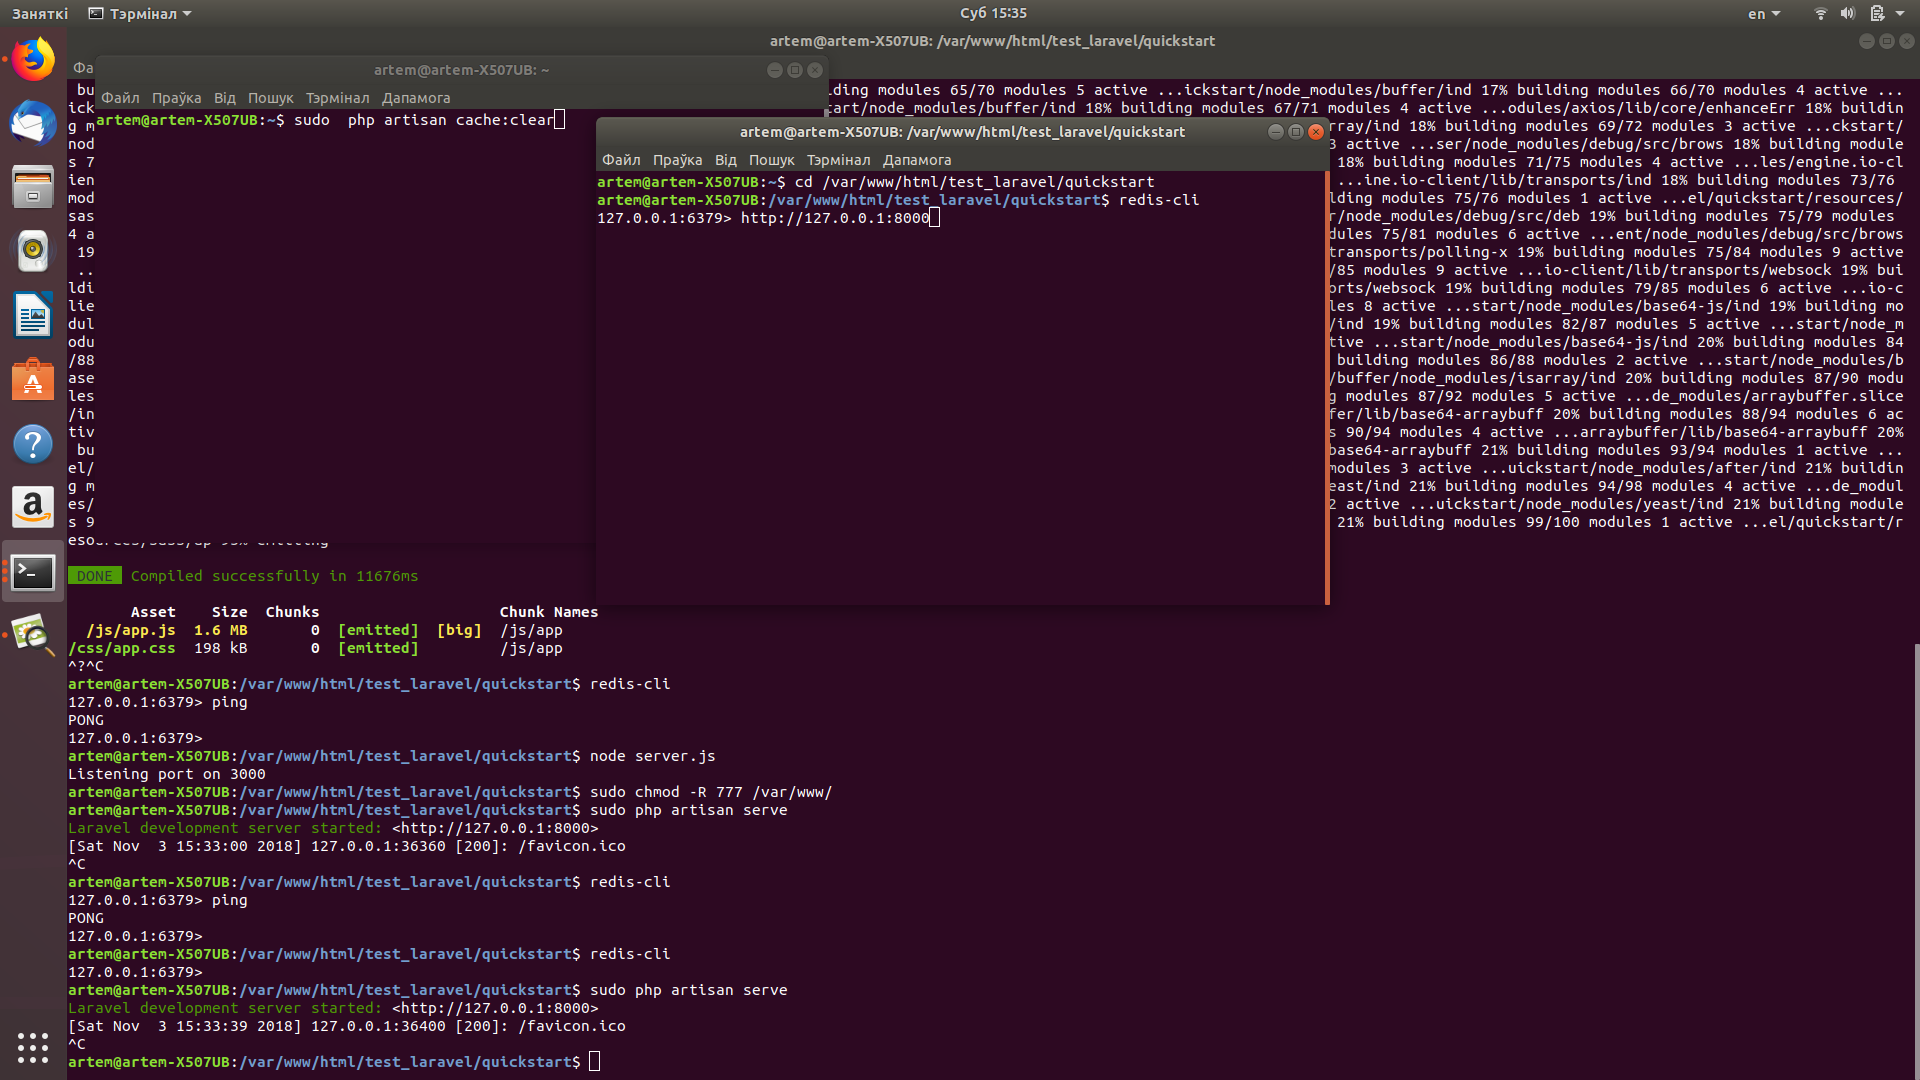 Заняткі Тэрмінал Суб 15:35 en
artem@artem-X507UB: /var/www/html/test_laravel/quickstart
Фа
artem@artem-X507UB: ~
Файл Праўка Від Пошук Тэрмінал Дапамога
artem@artem-X507UB:~$ sudo  php artisan cache:clear
artem@artem-X507UB: /var/www/html/test_laravel/quickstart
Файл Праўка Від Пошук Тэрмінал Дапамога
artem@artem-X507UB:~$ cd /var/www/html/test_laravel/quickstart
artem@artem-X507UB:/var/www/html/test_laravel/quickstart$ redis-cli
127.0.0.1:6379> http://127.0.0.1:8000
bu lding modules 65/70 modules 5 active ...ickstart/node_modules/buffer/ind 17% building modules 66/70 modules 4 active ...
ick tart/node_modules/buffer/ind 18% building modules 67/71 modules 4 active ...odules/axios/lib/core/enhanceErr 18% buildin
g m rray/ind 18% building modules 69/72 modules 3 active ...ckstart/
nod 3 active ...ser/node_modules/debug/src/brows 18% building module
s 7 18% building modules 71/75 modules 4 active ...les/engine.io-cl
ien ...ine.io-client/lib/transports/ind 18% building modules 73/76
mod lding modules 75/76 modules 1 active ...el/quickstart/resources/
sas r/node_modules/debug/src/deb 19% building modules 75/79 modules
4 a dules 75/81 modules 6 active ...ent/node_modules/debug/src/brows
19 transports/polling-x 19% building modules 75/84 modules 9 active
.. /85 modules 9 active ...io-client/lib/transports/websock 19% bui
ldi orts/websock 19% building modules 79/85 modules 6 active ...io-c
lie les 8 active ...start/node_modules/base64-js/ind 19% building mo
dul /ind 19% building modules 82/87 modules 5 active ...start/node_m
odu tive ...start/node_modules/base64-js/ind 20% building modules 84
/88 building modules 86/88 modules 2 active ...start/node_modules/b
ase /buffer/node_modules/isarray/ind 20% building modules 87/90 modu
les g modules 87/92 modules 5 active ...de_modules/arraybuffer.slice
/in fer/lib/base64-arraybuff 20% building modules 88/94 modules 6 ac
tiv s 90/94 modules 4 active ...arraybuffer/lib/base64-arraybuff 20%
bu base64-arraybuff 21% building modules 93/94 modules 1 active ...
el/ modules 3 active ...uickstart/node_modules/after/ind 21% buildin
g m east/ind 21% building modules 94/98 modules 4 active ...de_modul
es/ 2 active ...uickstart/node_modules/yeast/ind 21% building module
s 9 21% building modules 99/100 modules 1 active ...el/quickstart/r
DONE Compiled successfully in 11676ms
Asset Size Chunks Chunk Names
/js/app.js 1.6 MB 0 [emitted] [big] /js/app
/css/app.css 198 kB 0 [emitted] /js/app
^?^C
artem@artem-X507UB:/var/www/html/test_laravel/quickstart$ redis-cli
127.0.0.1:6379> ping
PONG
127.0.0.1:6379>
artem@artem-X507UB:/var/www/html/test_laravel/quickstart$ node server.js
Listening port on 3000
artem@artem-X507UB:/var/www/html/test_laravel/quickstart$ sudo chmod -R 777 /var/www/
artem@artem-X507UB:/var/www/html/test_laravel/quickstart$ sudo php artisan serve
Laravel development server started: <http://127.0.0.1:8000>
[Sat Nov  3 15:33:00 2018] 127.0.0.1:36360 [200]: /favicon.ico
^C
artem@artem-X507UB:/var/www/html/test_laravel/quickstart$ redis-cli
127.0.0.1:6379> ping
PONG
127.0.0.1:6379>
artem@artem-X507UB:/var/www/html/test_laravel/quickstart$ redis-cli
127.0.0.1:6379>
artem@artem-X507UB:/var/www/html/test_laravel/quickstart$ sudo php artisan serve
Laravel development server started: <http://127.0.0.1:8000>
[Sat Nov  3 15:33:39 2018] 127.0.0.1:36400 [200]: /favicon.ico
^C
artem@artem-X507UB:/var/www/html/test_laravel/quickstart$